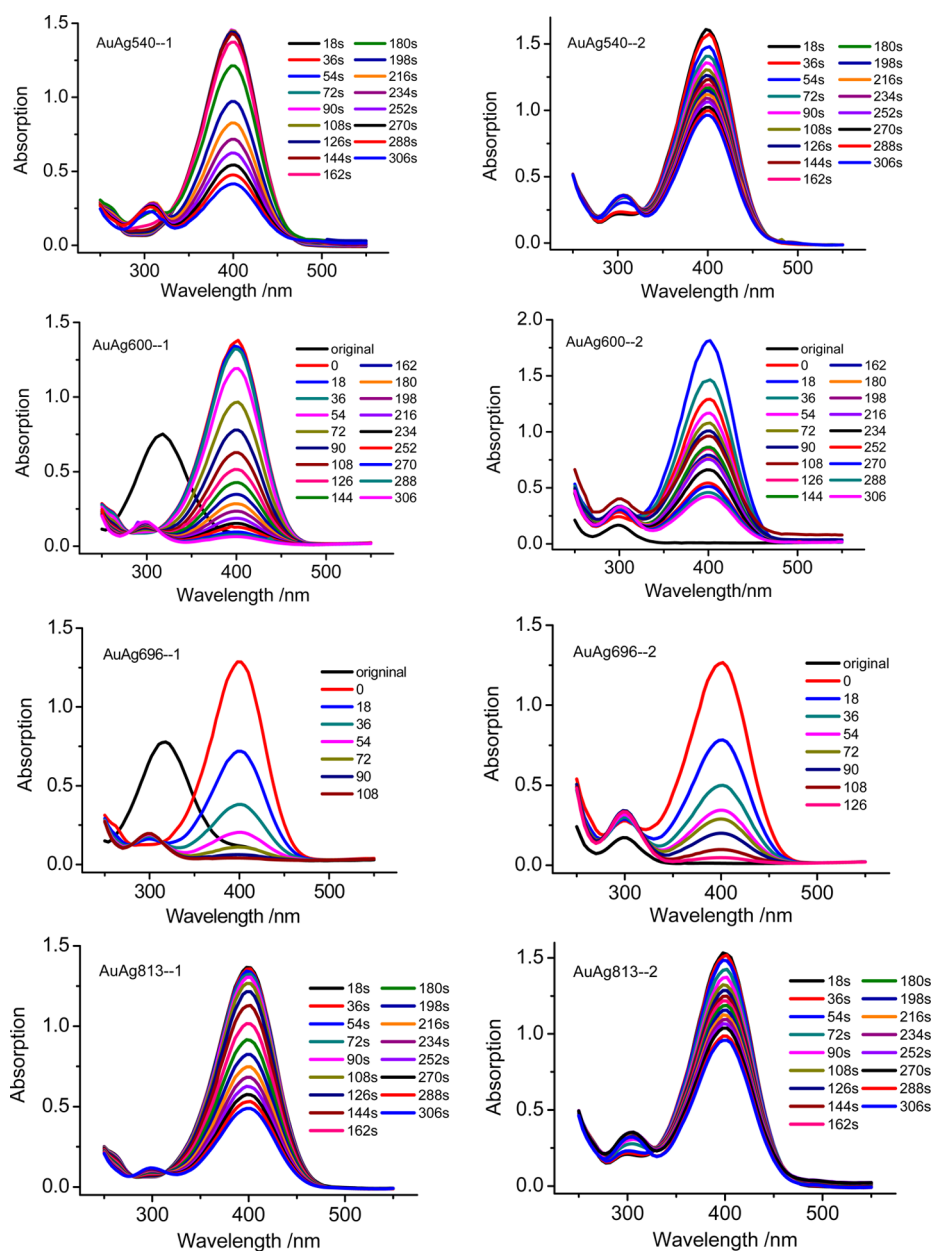 AuAg540--1
Absorption
1.5
1.0
0.5
0.0
300 400 500
Wavelength /nm
18s 180s
36s 198s
54s 216s
72s 234s
90s 252s
108s 270s
126s 288s
144s 306s
162s
AuAg540--2
Absorption
1.5
1.0
0.5
0.0
300 400 500
Wavelength /nm
18s 180s
36s 198s
54s 216s
72s 234s
90s 252s
108s 270s
126s 288s
144s 306s
162s
AuAg600--1
Absorption
1.5
1.0
0.5
0.0
300 400 500
Wavelength /nm
original
0 162
18 180
36 198
54 216
72 234
90 252
108 270
126 288
144 306
AuAg600--2
Absorption
2.0
1.5
1.0
0.5
0.0
300 400 500
Wavelength/nm
original
0 162
18 180
36 198
54 216
72 234
90 252
108 270
126 288
144 306
AuAg696--1
Absorption
1.5
1.0
0.5
0.0
300 400 500
Wavelength /nm
origninal
0
18
36
54
72
90
108
AuAg696--2
Absorption
1.5
1.0
0.5
0.0
300 400 500
Wavelength /nm
original
0
18
36
54
72
90
108
126
AuAg813--1
Absorption
1.5
1.0
0.5
0.0
300 400 500
Wavelength /nm
18s 180s
36s 198s
54s 216s
72s 234s
90s 252s
108s 270s
126s 288s
144s 306s
162s
AuAg813--2
Absorption
1.5
1.0
0.5
0.0
300 400 500
Wavelength /nm
18s 180s
36s 198s
54s 216s
72s 234s
90s 252s
108s 270s
126s 288s
144s 306s
162s